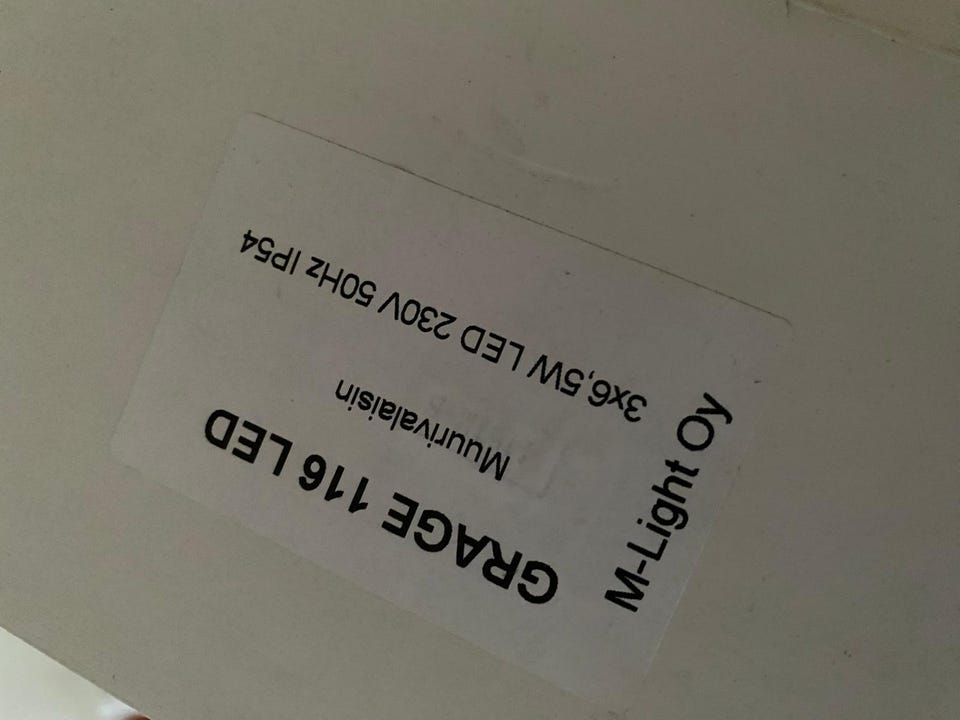 GRAGE 116 LED
Muurivalaisin
3x6,5W LED 230V 50Hz IP54
M-Light Oy